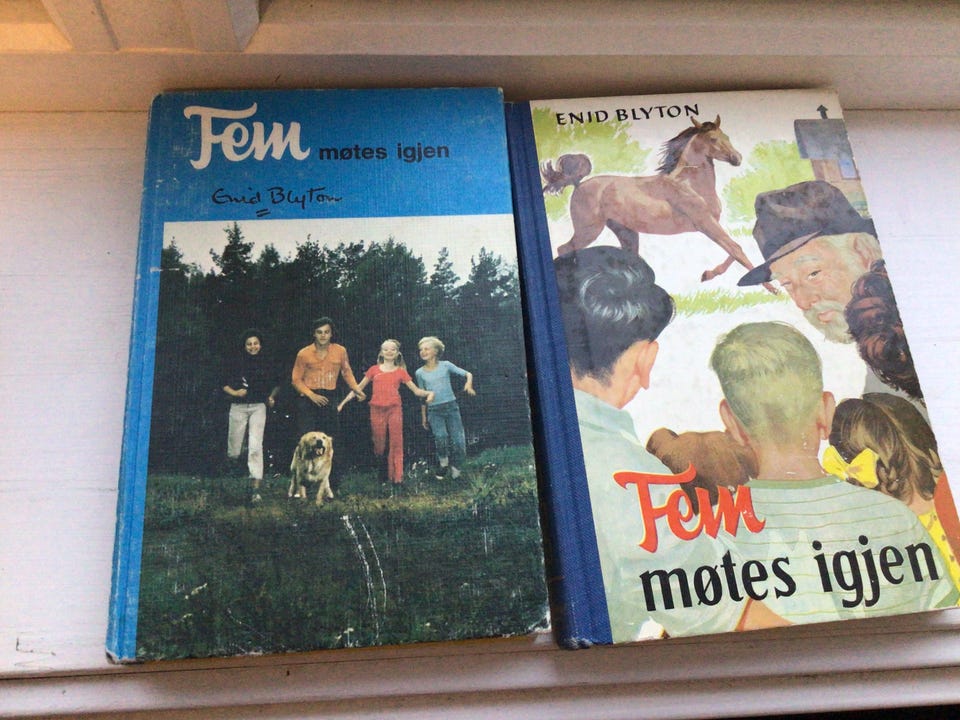 Fem møtes igjen
Enid Blyton
ENID BLYTON
Fem
møtes igjen